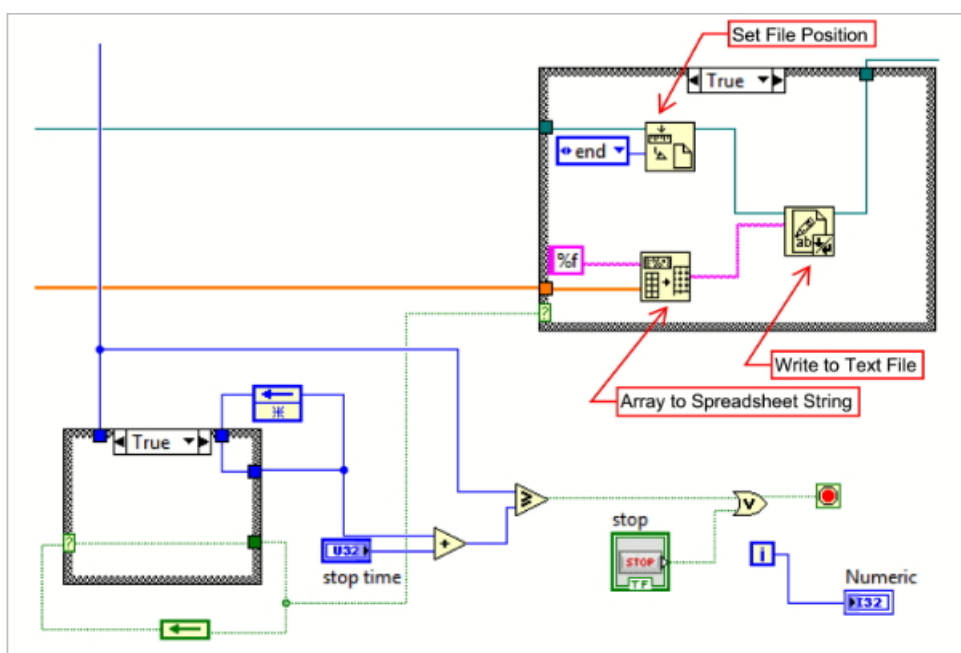 Set File Position
True
end
%f
Write to Text File
Array to Spreadsheet String
True
U32
stop time
stop
STOP
TF
i
Numeric
I32